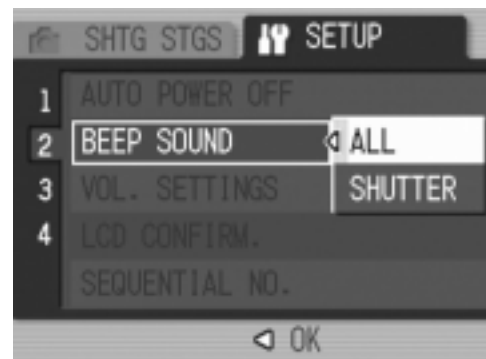 SHTG STGS SETUP
1 AUTO POWER OFF
2 BEEP SOUND ALL
3 VOL. SETTINGS SHUTTER
4 LCD CONFIRM.
SEQUENTIAL NO.
OK